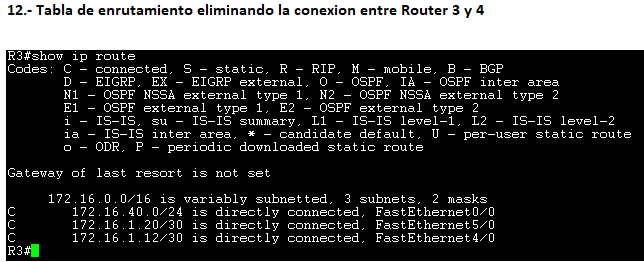 12.- Tabla de enrutamiento eliminando la conexion entre Router 3 y 4
R3#show ip route
Codes: C - connected, S - static, R - RIP, M - mobile, B - BGP
D - EIGRP, EX - EIGRP external, O - OSPF, IA - OSPF inter area
N1 - OSPF NSSA external type 1, N2 - OSPF NSSA external type 2
E1 - OSPF external type 1, E2 - OSPF external type 2
i - IS-IS, su - IS-IS summary, L1 - IS-IS level-1, L2 - IS-IS level-2
ia - IS-IS inter area, * - candidate default, U - per-user static route
o - ODR, P - periodic downloaded static route
Gateway of last resort is not set
172.16.0.0/16 is variably subnetted, 3 subnets, 2 masks
C 172.16.40.0/24 is directly connected, FastEthernet0/0
C 172.16.1.20/30 is directly connected, FastEthernet5/0
C 172.16.1.12/30 is directly connected, FastEthernet4/0
R3#